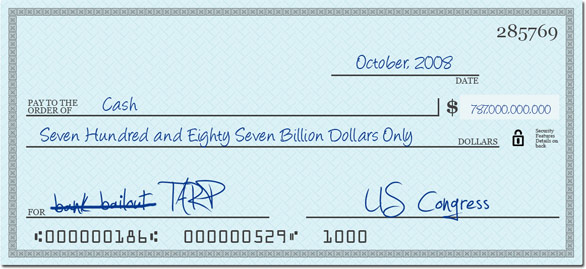 285769
October, 2008
DATE
PAY TO THE
ORDER OF Cash $ 787.000.000.000
Seven Hundred and Eighty Seven Billion Dollars Only DOLLARS
Security
Features
Details on
back
FOR bank bailout TARP US Congress
⑆000000186⑆ 000000529⑈ 1000